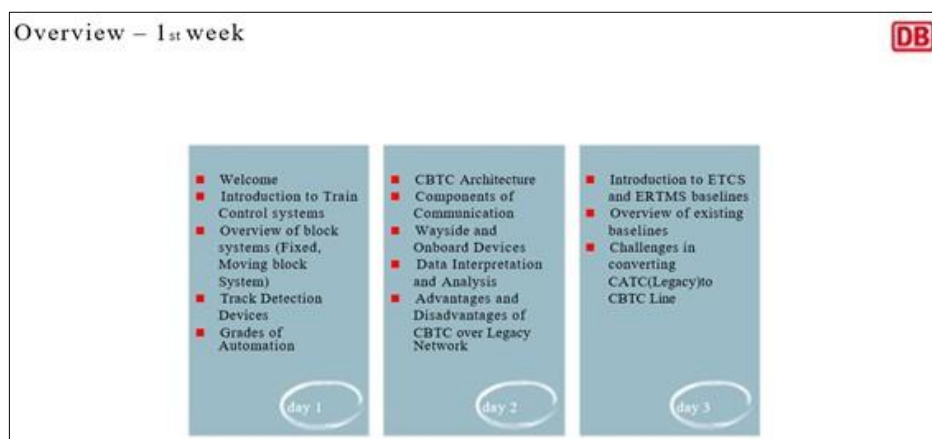 Overview – 1st week
DB
Welcome
Introduction to Train
Control systems
Overview of block
systems (Fixed,
Moving block
System)
Track Detection
Devices
Grades of
Automation
day 1
CBTC Architecture
Components of
Communication
Wayside and
Onboard Devices
Data Interpretation
and Analysis
Advantages and
Disadvantages of
CBTC over Legacy
Network
day 2
Introduction to ETCS
and ERTMS baselines
Overview of existing
baselines
Challenges in
converting
CATC(Legacy)to
CBTC Line
day 3